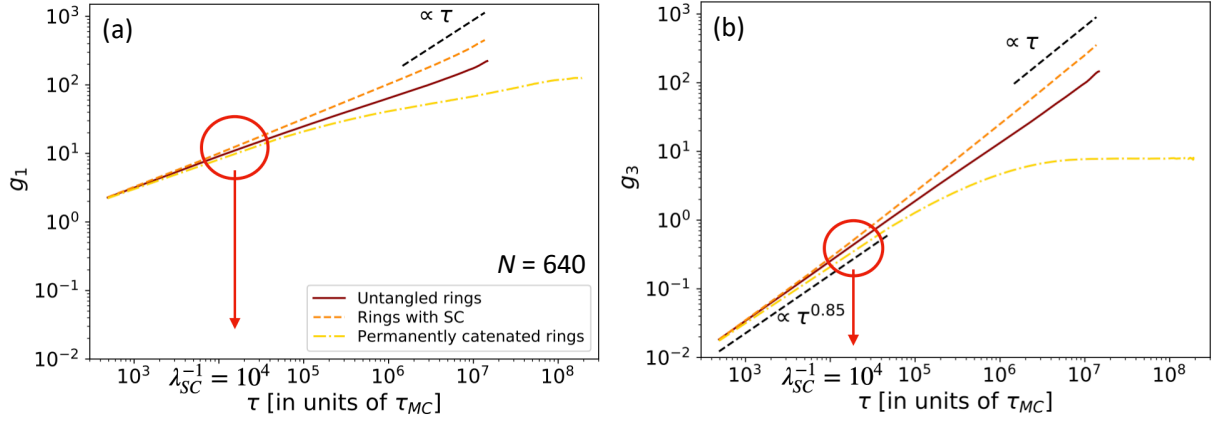 (a)
∝ τ
10³
10²
10¹
10⁰
10⁻¹
10⁻²
g₁
N = 640
Untangled rings
Rings with SC
Permanently catenated rings
10³
λ_SC⁻¹ = 10⁴
10⁵
10⁶
10⁷
10⁸
τ [in units of τ_MC]
(b)
∝ τ
10³
10²
10¹
10⁰
10⁻¹
10⁻²
g₃
∝ τ^0.85
10³
λ_SC⁻¹ = 10⁴
10⁵
10⁶
10⁷
10⁸
τ [in units of τ_MC]